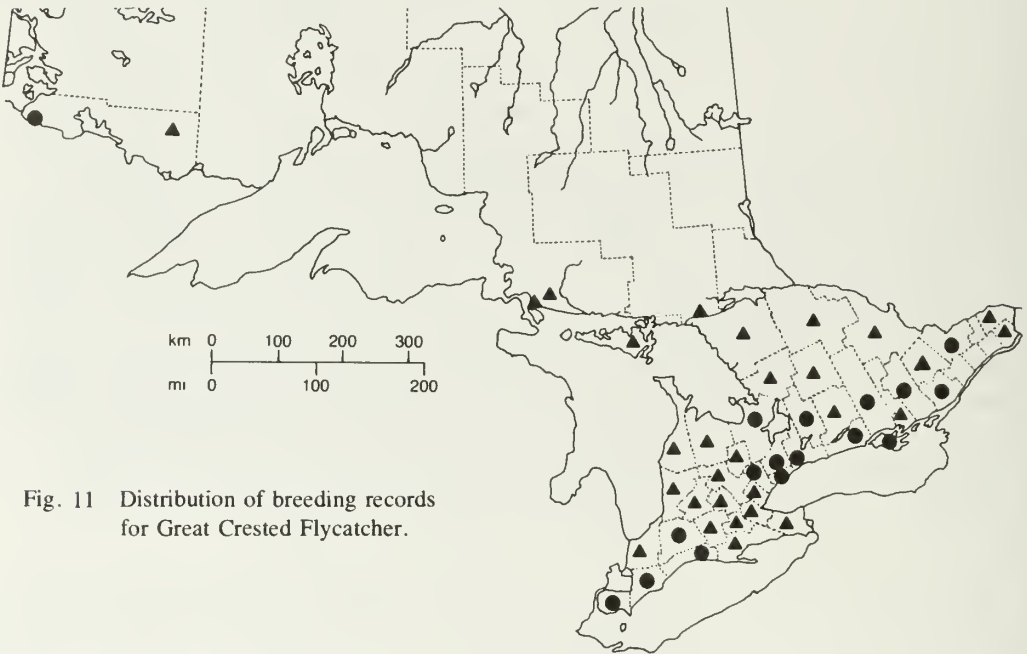 km 0 100 200 300
mi 0 100 200
Fig. 11 Distribution of breeding records
for Great Crested Flycatcher.